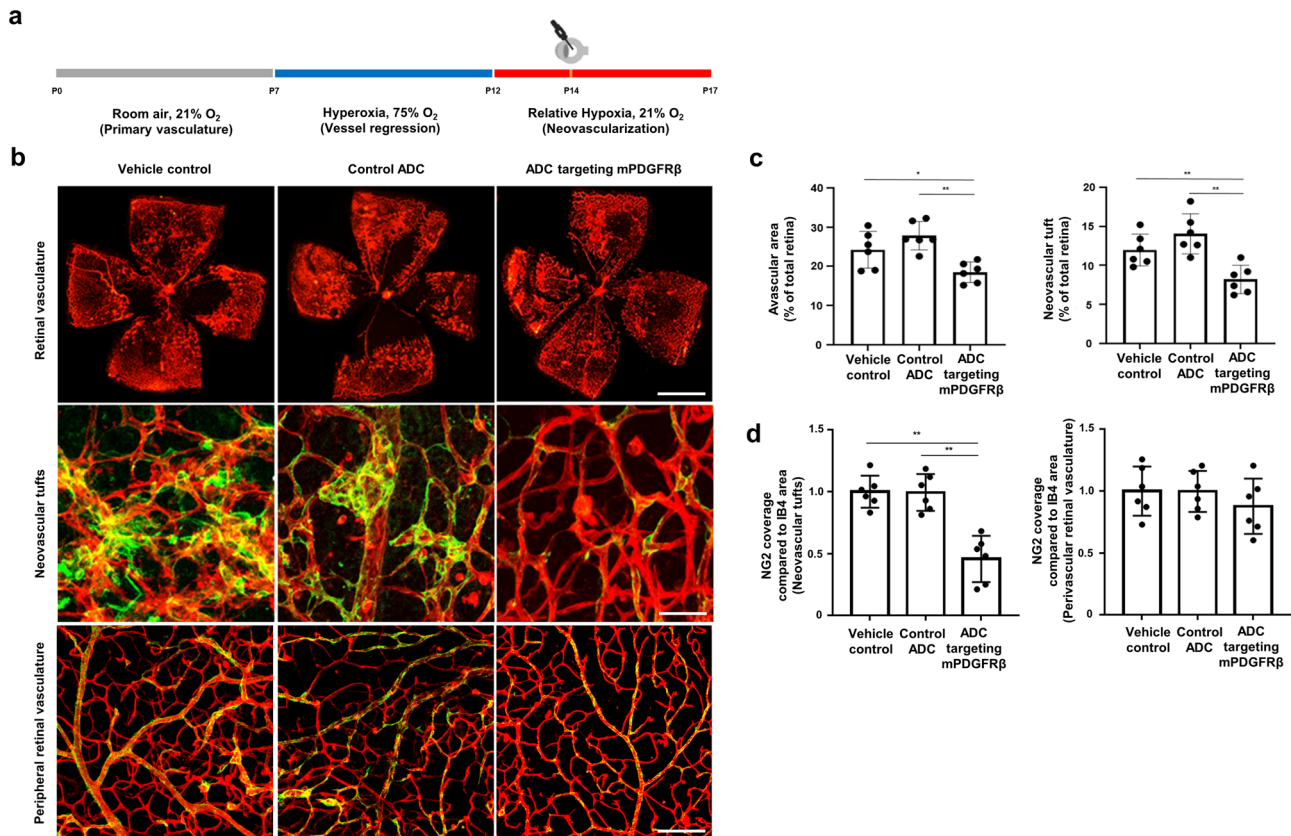 a
P0
P7
P12
P14
P17
Room air, 21% O₂
(Primary vasculature)
Hyperoxia, 75% O₂
(Vessel regression)
Relative Hypoxia, 21% O₂
(Neovascularization)
b
Vehicle control
Control ADC
ADC targeting mPDGFRβ
Retinal vasculature
Neovascular tufts
Peripheral retinal vasculature
c
Avascular area
(% of total retina)
40
30
20
10
0
*
**
Vehicle
control
Control
ADC
ADC
targeting
mPDGFRβ
Neovascular tuft
(% of total retina)
20
15
10
5
0
**
**
Vehicle
control
Control
ADC
ADC
targeting
mPDGFRβ
d
NG2 coverage
compared to IB4 area
(Neovascular tufts)
1.5
1.0
0.5
0
**
**
Vehicle
control
Control
ADC
ADC
targeting
mPDGFRβ
NG2 coverage
compared to IB4 area
(Perivascular retinal vasculature)
1.5
1.0
0.5
0
Vehicle
control
Control
ADC
ADC
targeting
mPDGFRβ